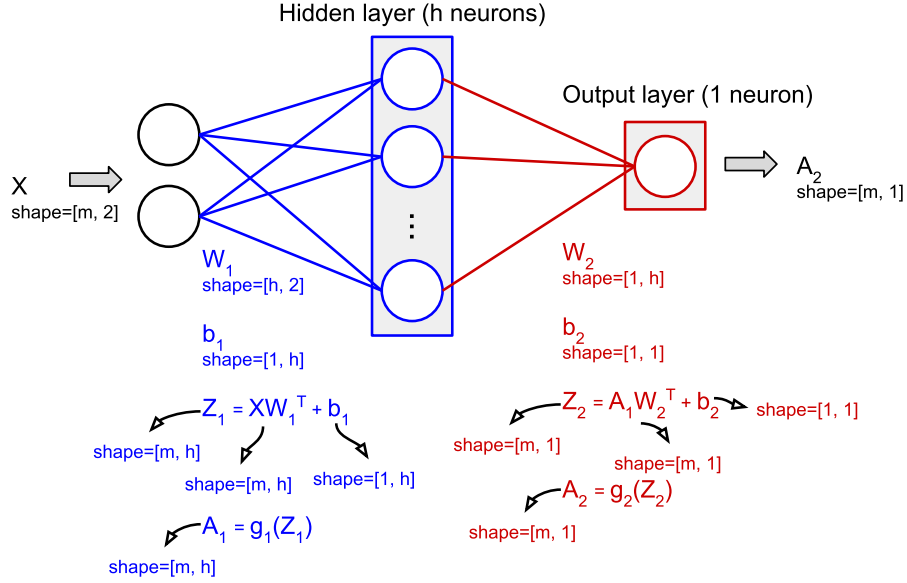 Hidden layer (h neurons)
Output layer (1 neuron)
X
shape=[m, 2]
A₂
shape=[m, 1]
⋮
W₁
shape=[h, 2]
b₁
shape=[1, h]
W₂
shape=[1, h]
b₂
shape=[1, 1]
Z₁ = XW₁ᵀ + b₁
shape=[m, h]
shape=[m, h]
shape=[1, h]
A₁ = g₁(Z₁)
shape=[m, h]
Z₂ = A₁W₂ᵀ + b₂
shape=[1, 1]
shape=[m, 1]
shape=[m, 1]
A₂ = g₂(Z₂)
shape=[m, 1]